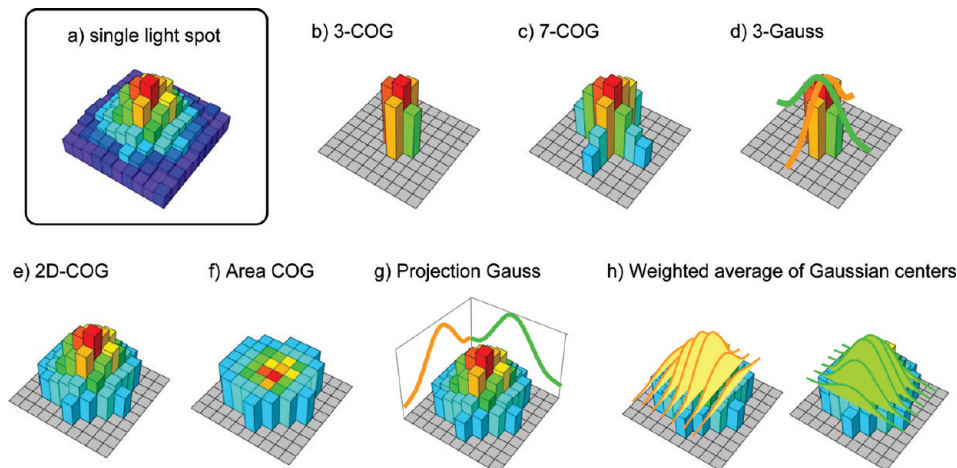 a) single light spot
b) 3-COG
c) 7-COG
d) 3-Gauss
e) 2D-COG
f) Area COG
g) Projection Gauss
h) Weighted average of Gaussian centers